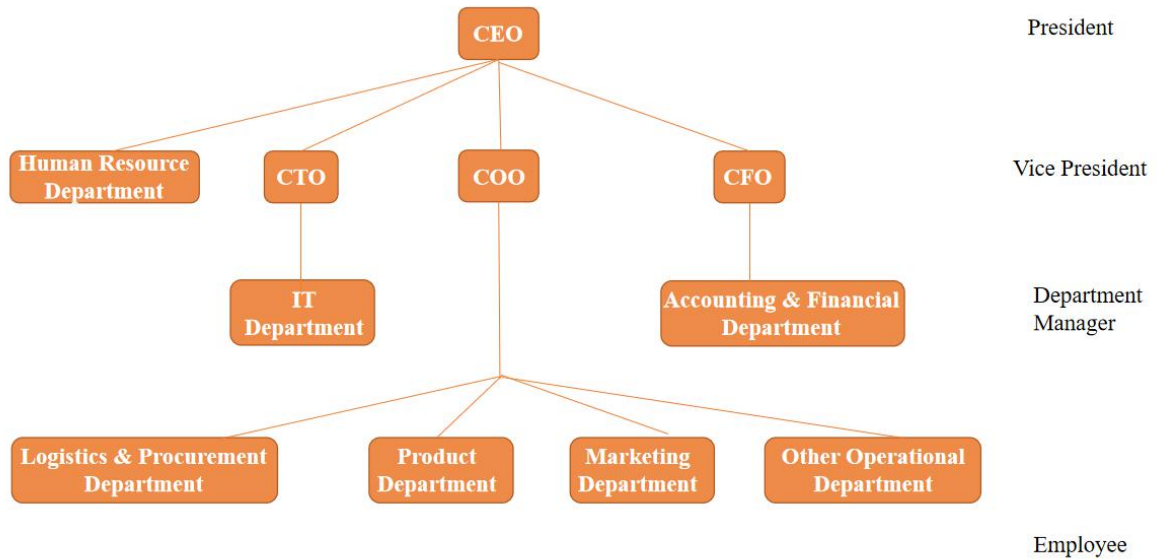 CEO
President
Human Resource
Department
CTO
COO
CFO
Vice President
IT
Department
Accounting & Financial
Department
Department
Manager
Logistics & Procurement
Department
Product
Department
Marketing
Department
Other Operational
Department
Employee